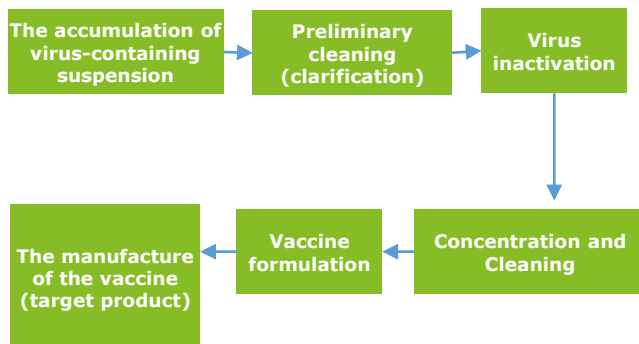 The accumulation of
virus-containing
suspension
Preliminary
cleaning
(clarification)
Virus
inactivation
Concentration and
Cleaning
Vaccine
formulation
The manufacture
of the vaccine
(target product)